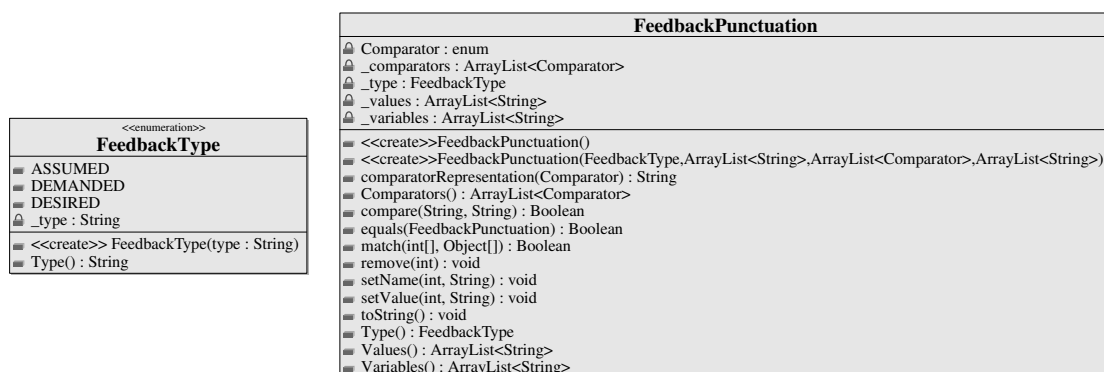 <<enumeration>>
FeedbackType
ASSUMED
DEMANDED
DESIRED
_type : String
<<create>> FeedbackType(type : String)
Type() : String
FeedbackPunctuation
Comparator : enum
_comparators : ArrayList<Comparator>
_type : FeedbackType
_values : ArrayList<String>
_variables : ArrayList<String>
<<create>>FeedbackPunctuation()
<<create>>FeedbackPunctuation(FeedbackType,ArrayList<String>,ArrayList<Comparator>,ArrayList<String>)
comparatorRepresentation(Comparator) : String
Comparators() : ArrayList<Comparator>
compare(String, String) : Boolean
equals(FeedbackPunctuation) : Boolean
match(int[], Object[]) : Boolean
remove(int) : void
setName(int, String) : void
setValue(int, String) : void
toString() : void
Type() : FeedbackType
Values() : ArrayList<String>
Variables() : ArrayList<String>